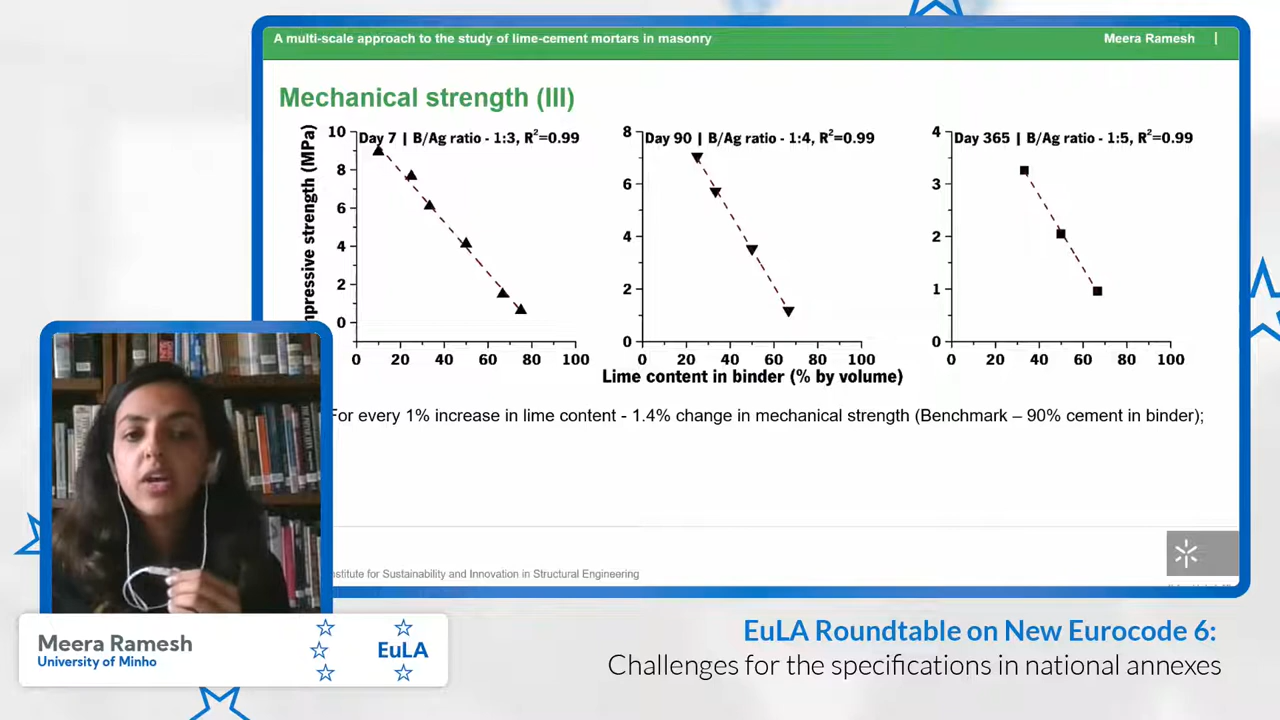 A multi-scale approach to the study of lime-cement mortars in masonry
Meera Ramesh |
Mechanical strength (III)
Day 7 | B/Ag ratio - 1:3, R²=0.99
Day 90 | B/Ag ratio - 1:4, R²=0.99
Day 365 | B/Ag ratio - 1:5, R²=0.99
mpressive strength (MPa)
10
8
6
4
2
0
0 20 40 60 80 100
8
6
4
2
0
0 20 40 60 80 100
4
3
2
1
0
0 20 40 60 80 100
Lime content in binder (% by volume)
For every 1% increase in lime content - 1.4% change in mechanical strength (Benchmark – 90% cement in binder);
stitute for Sustainability and Innovation in Structural Engineering
Meera Ramesh
University of Minho
EuLA
EuLA Roundtable on New Eurocode 6:
Challenges for the specifications in national annexes